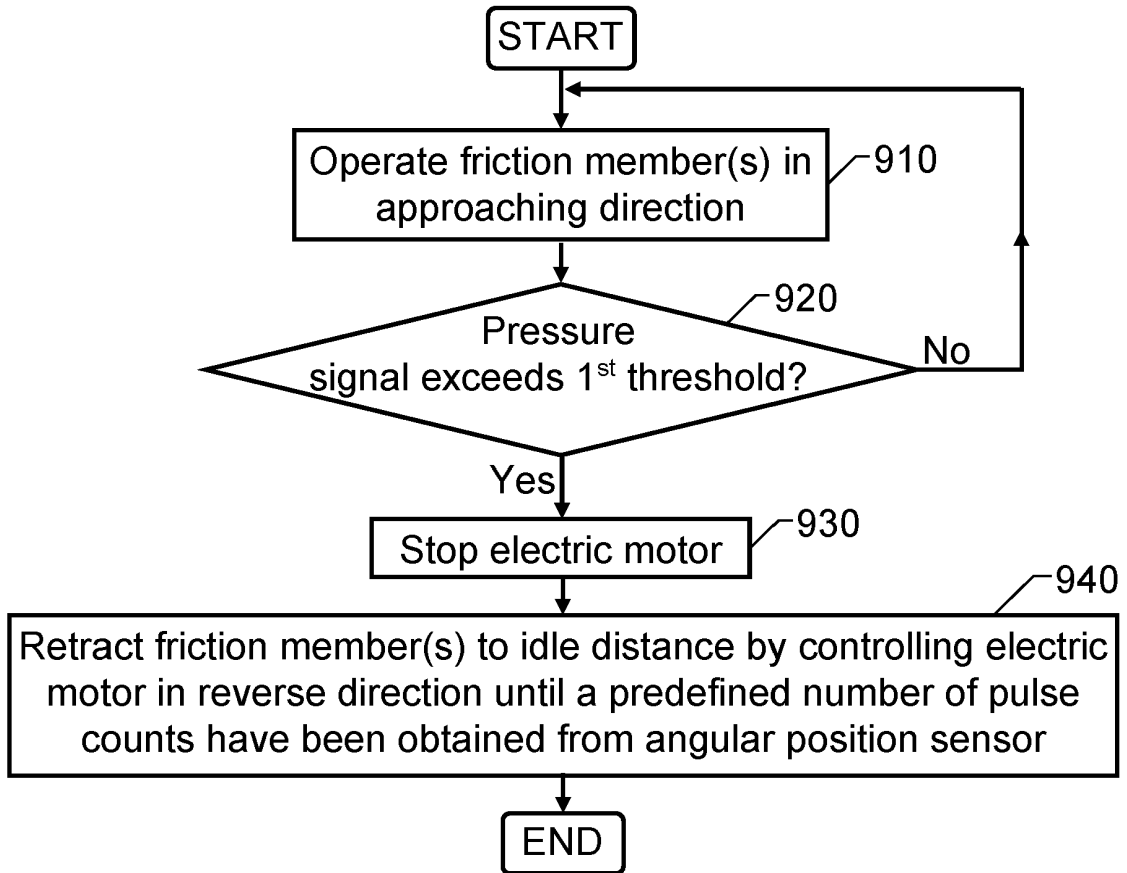 START
Operate friction member(s) in
approaching direction
910
920
Pressure
signal exceeds 1st threshold?
No
Yes
Stop electric motor
930
940
Retract friction member(s) to idle distance by controlling electric
motor in reverse direction until a predefined number of pulse
counts have been obtained from angular position sensor
END